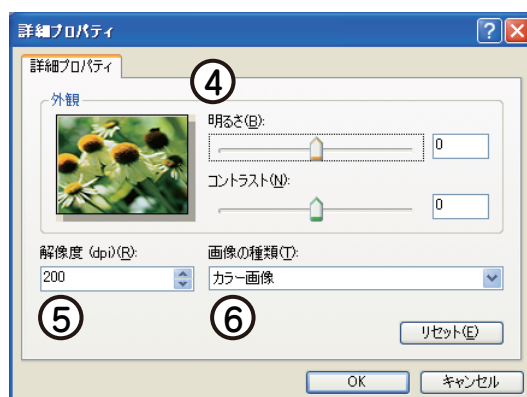 詳細プロパティ
詳細プロパティ
④
外観
明るさ(B):
0
コントラスト(N):
0
解像度 (dpi)(R):
画像の種類(T):
200
カラー画像
⑤
⑥
リセット(E)
OK
キャンセル